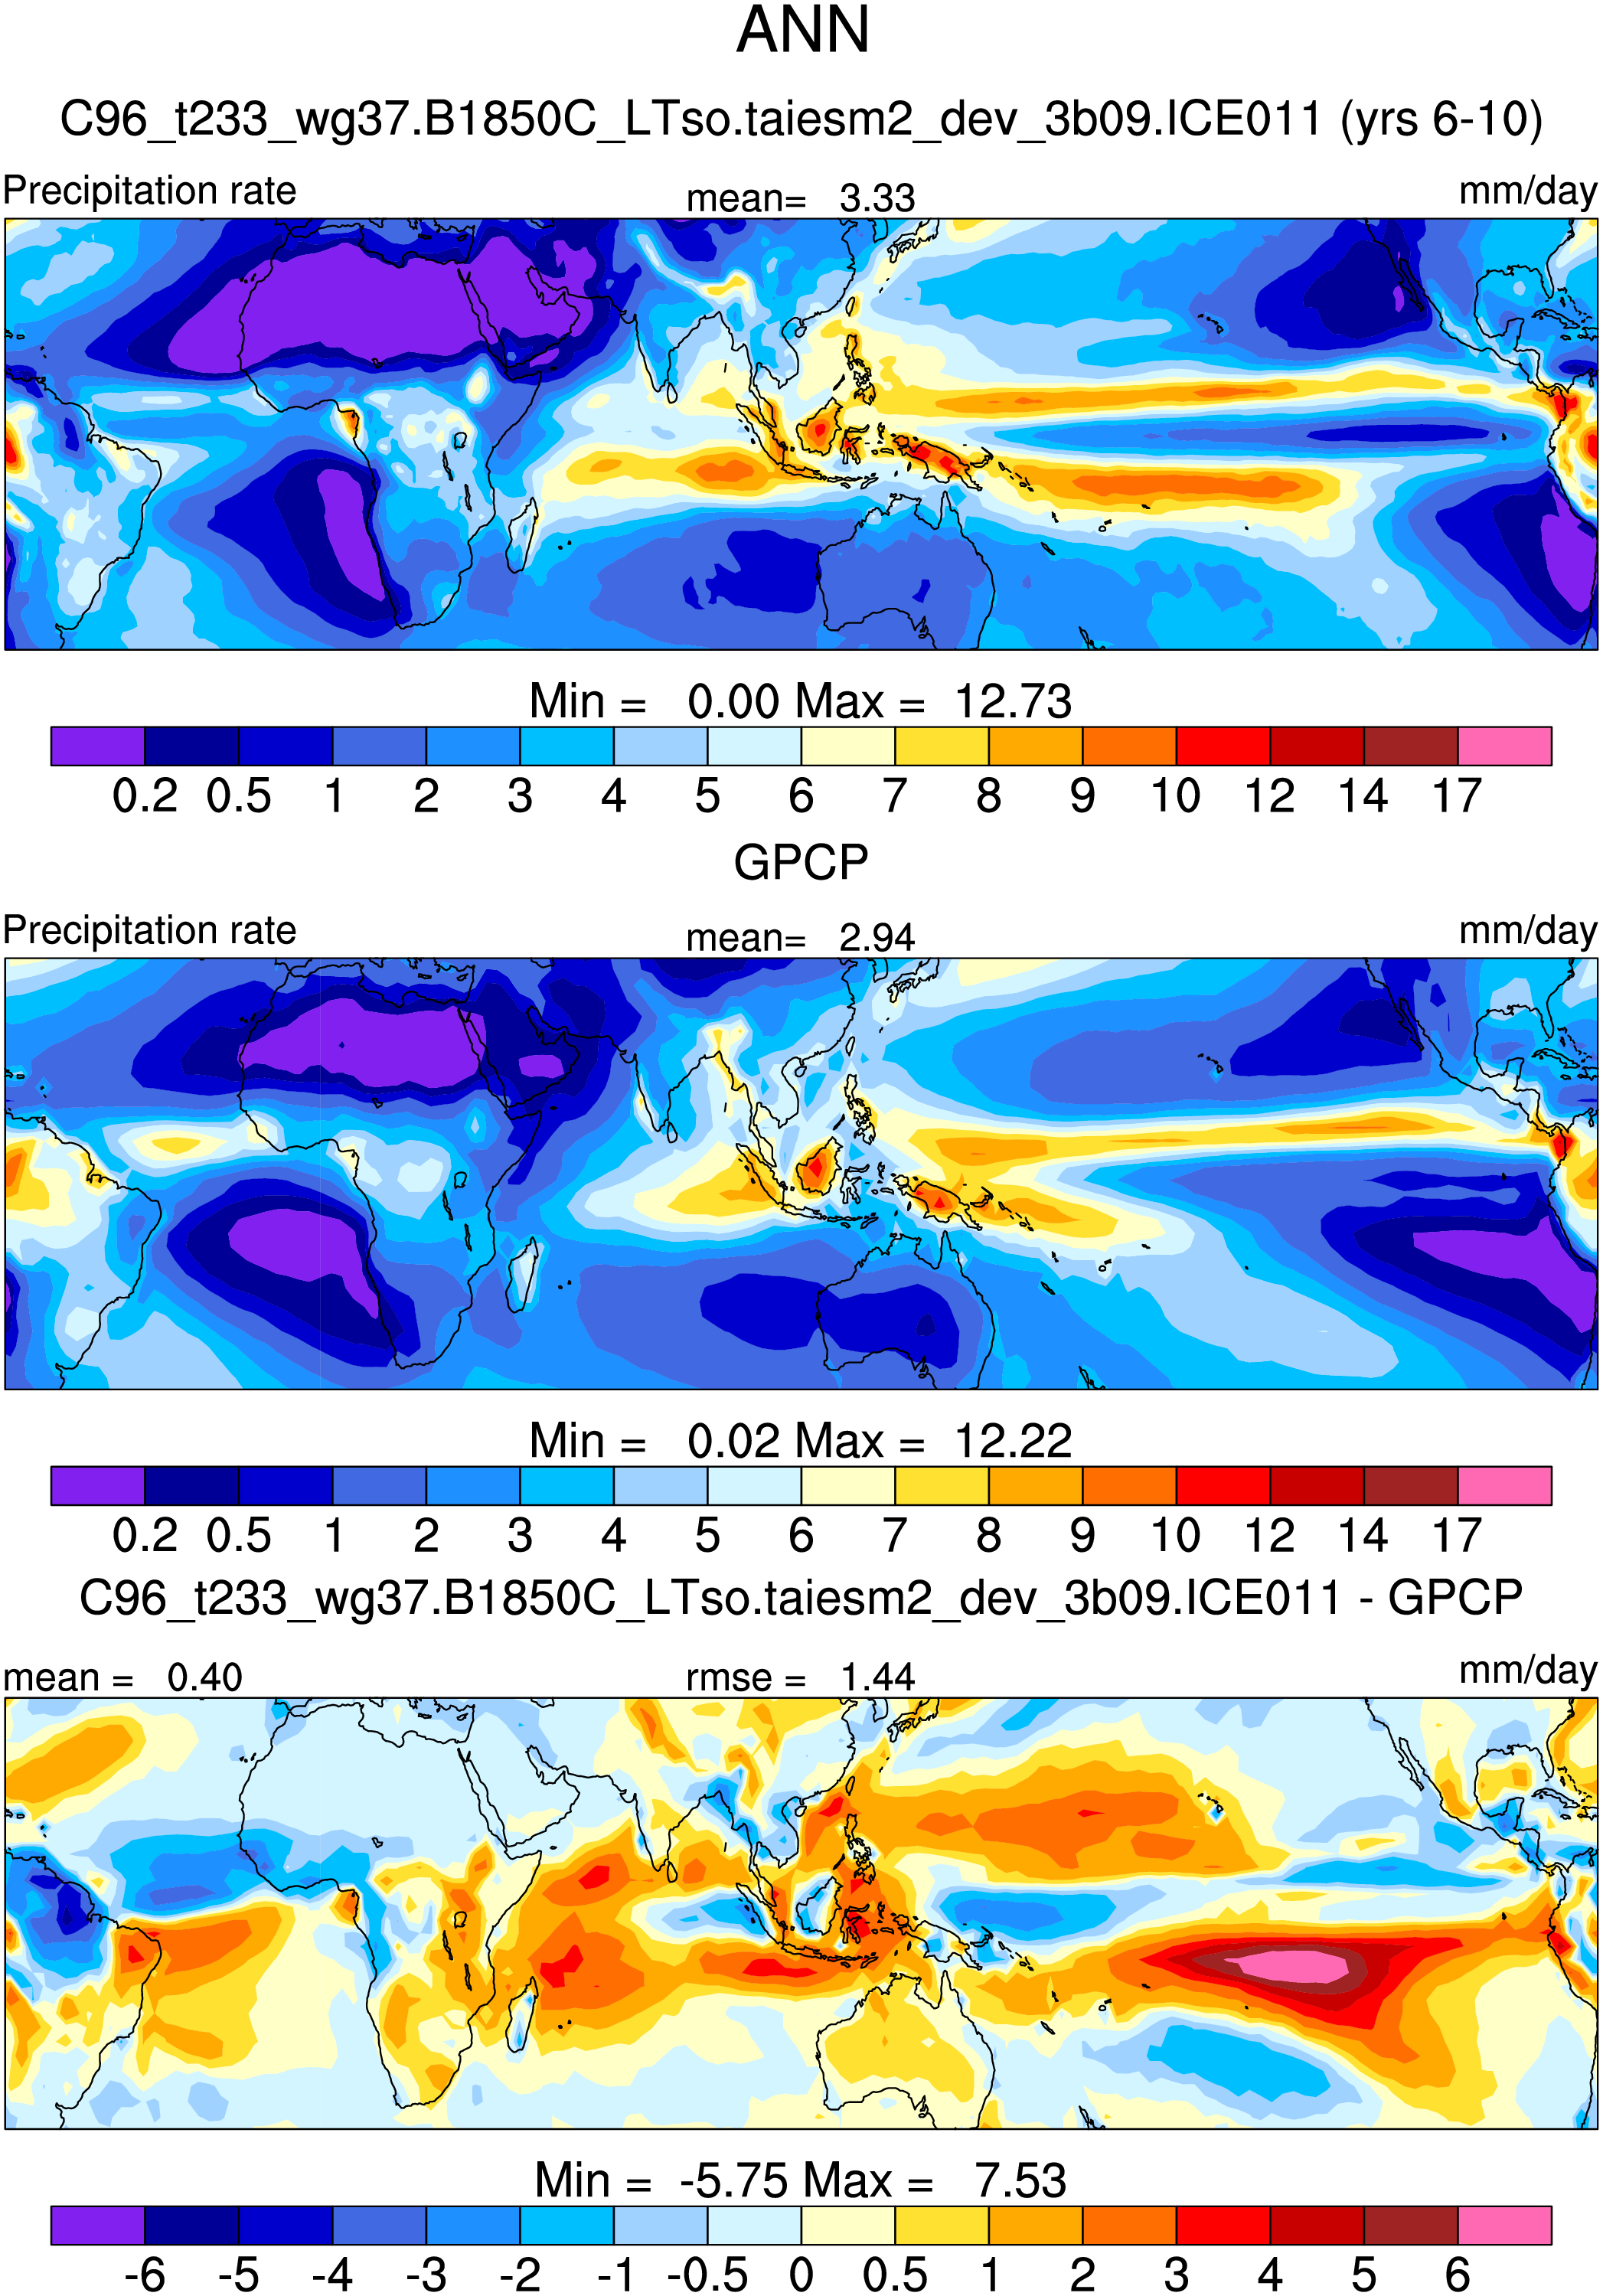 ANN
C96_t233_wg37.B1850C_LTso.taiesm2_dev_3b09.ICE011 (yrs 6-10)
Precipitation rate mean= 3.33 mm/day
Min = 0.00 Max = 12.73
0.2 0.5 1 2 3 4 5 6 7 8 9 10 12 14 17
GPCP
Precipitation rate mean= 2.94 mm/day
Min = 0.02 Max = 12.22
0.2 0.5 1 2 3 4 5 6 7 8 9 10 12 14 17
C96_t233_wg37.B1850C_LTso.taiesm2_dev_3b09.ICE011 - GPCP
mean = 0.40 rmse = 1.44 mm/day
Min = -5.75 Max = 7.53
-6 -5 -4 -3 -2 -1 -0.5 0 0.5 1 2 3 4 5 6